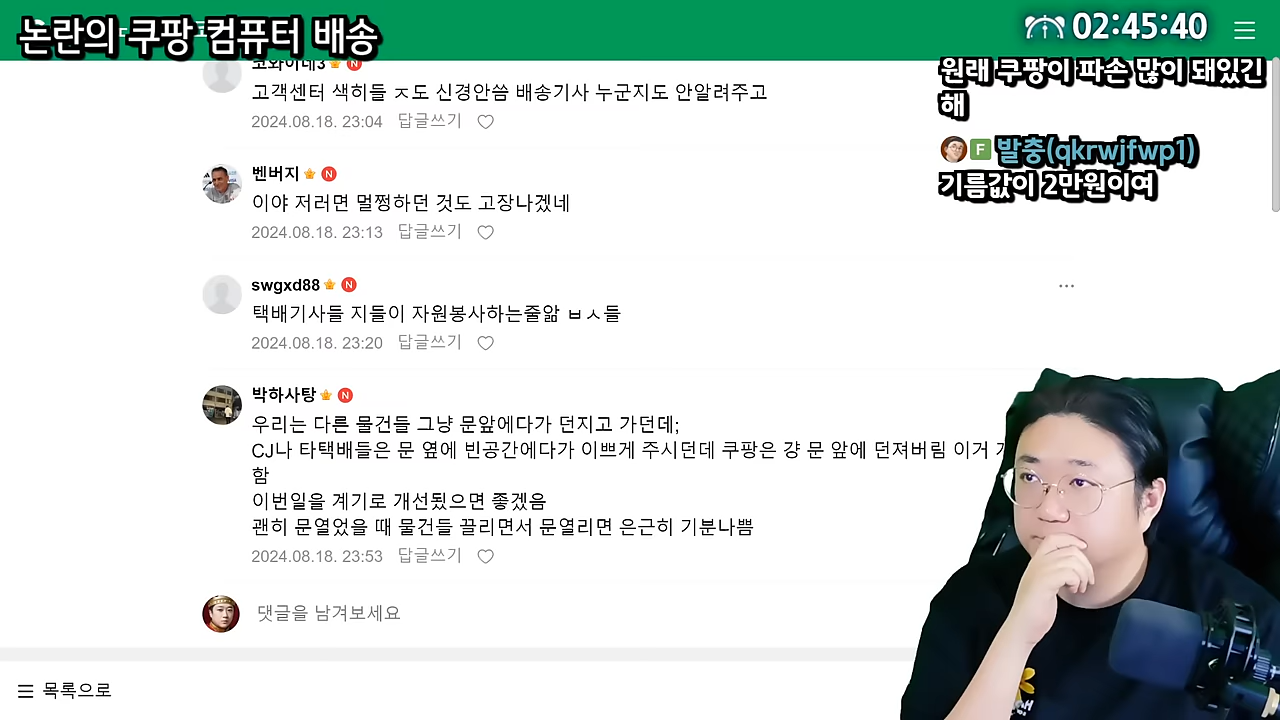 논란의 쿠팡 컴퓨터 배송
02:45:40
원래 쿠팡이 파손 많이 돼있긴
해
F 발충(qkrwjfwp1)
기름값이 2만원이여
코와이네3 N
고객센터 색히들 ㅈ도 신경안씀 배송기사 누군지도 안알려주고
2024.08.18. 23:04 답글쓰기
벤버지 N
이야 저러면 멀쩡하던 것도 고장나겠네
2024.08.18. 23:13 답글쓰기
swgxd88 N
택배기사들 지들이 자원봉사하는줄앎 ㅂㅅ들
2024.08.18. 23:20 답글쓰기
박하사탕 N
우리는 다른 물건들 그냥 문앞에다가 던지고 가던데;
CJ나 타택배들은 문 옆에 빈공간에다가 이쁘게 주시던데 쿠팡은 걍 문 앞에 던져버림 이거
함
이번일을 계기로 개선됬으면 좋겠음
괜히 문열었을 때 물건들 끌리면서 문열리면 은근히 기분나쁨
2024.08.18. 23:53 답글쓰기
댓글을 남겨보세요
목록으로